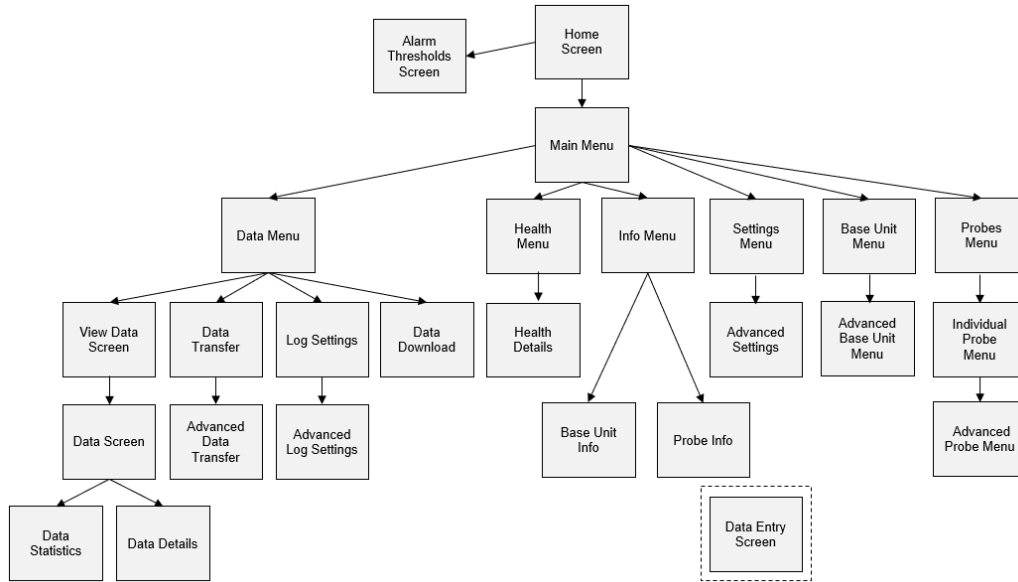 Alarm
Thresholds
Screen
Home
Screen
Main Menu
Data Menu
Health
Menu
Info Menu
Settings
Menu
Base Unit
Menu
Probes
Menu
View Data
Screen
Data
Transfer
Log Settings
Data
Download
Health
Details
Advanced
Settings
Advanced
Base Unit
Menu
Individual
Probe
Menu
Data Screen
Advanced
Data
Transfer
Advanced
Log Settings
Base Unit
Info
Probe Info
Advanced
Probe Menu
Data
Statistics
Data Details
Data Entry
Screen